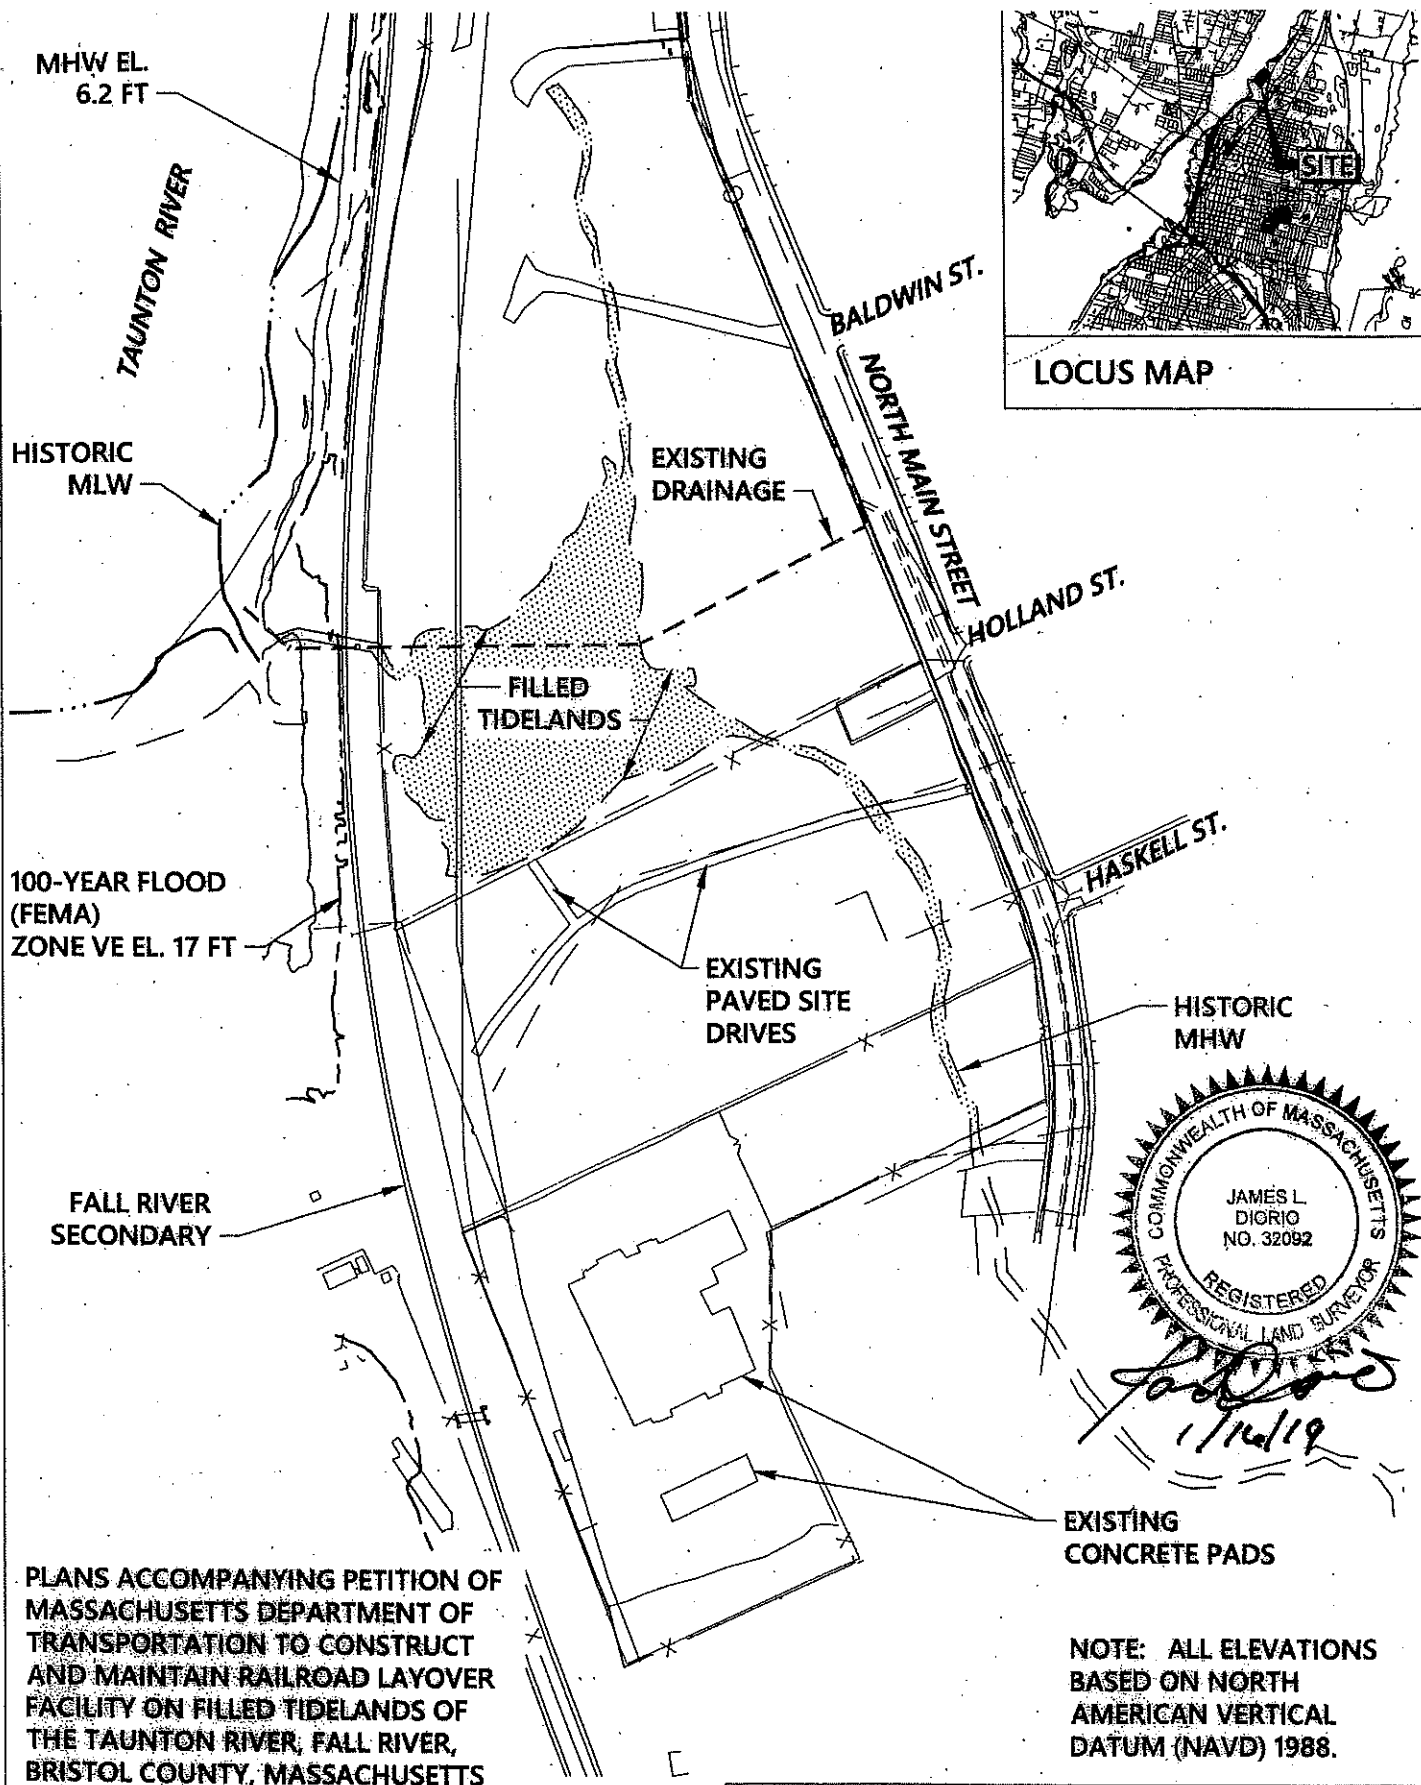 MHW EL.
6.2 FT
TAUNTON RIVER
SITE
LOCUS MAP
BALDWIN ST.
NORTH MAIN STREET
HISTORIC
MLW
EXISTING
DRAINAGE
HOLLAND ST.
FILLED
TIDELANDS
HASKELL ST.
100-YEAR FLOOD
(FEMA)
ZONE VE EL. 17 FT
EXISTING
PAVED SITE
DRIVES
HISTORIC
MHW
FALL RIVER
SECONDARY
COMMONWEALTH OF MASSACHUSETTS
JAMES L.
DIORIO
NO. 32092
REGISTERED
PROFESSIONAL LAND SURVEYOR
EXISTING
CONCRETE PADS
PLANS ACCOMPANYING PETITION OF
MASSACHUSETTS DEPARTMENT OF
TRANSPORTATION TO CONSTRUCT
AND MAINTAIN RAILROAD LAYOVER
FACILITY ON FILLED TIDELANDS OF
THE TAUNTON RIVER, FALL RIVER,
BRISTOL COUNTY, MASSACHUSETTS
NOTE: ALL ELEVATIONS
BASED ON NORTH
AMERICAN VERTICAL
DATUM (NAVD) 1988.